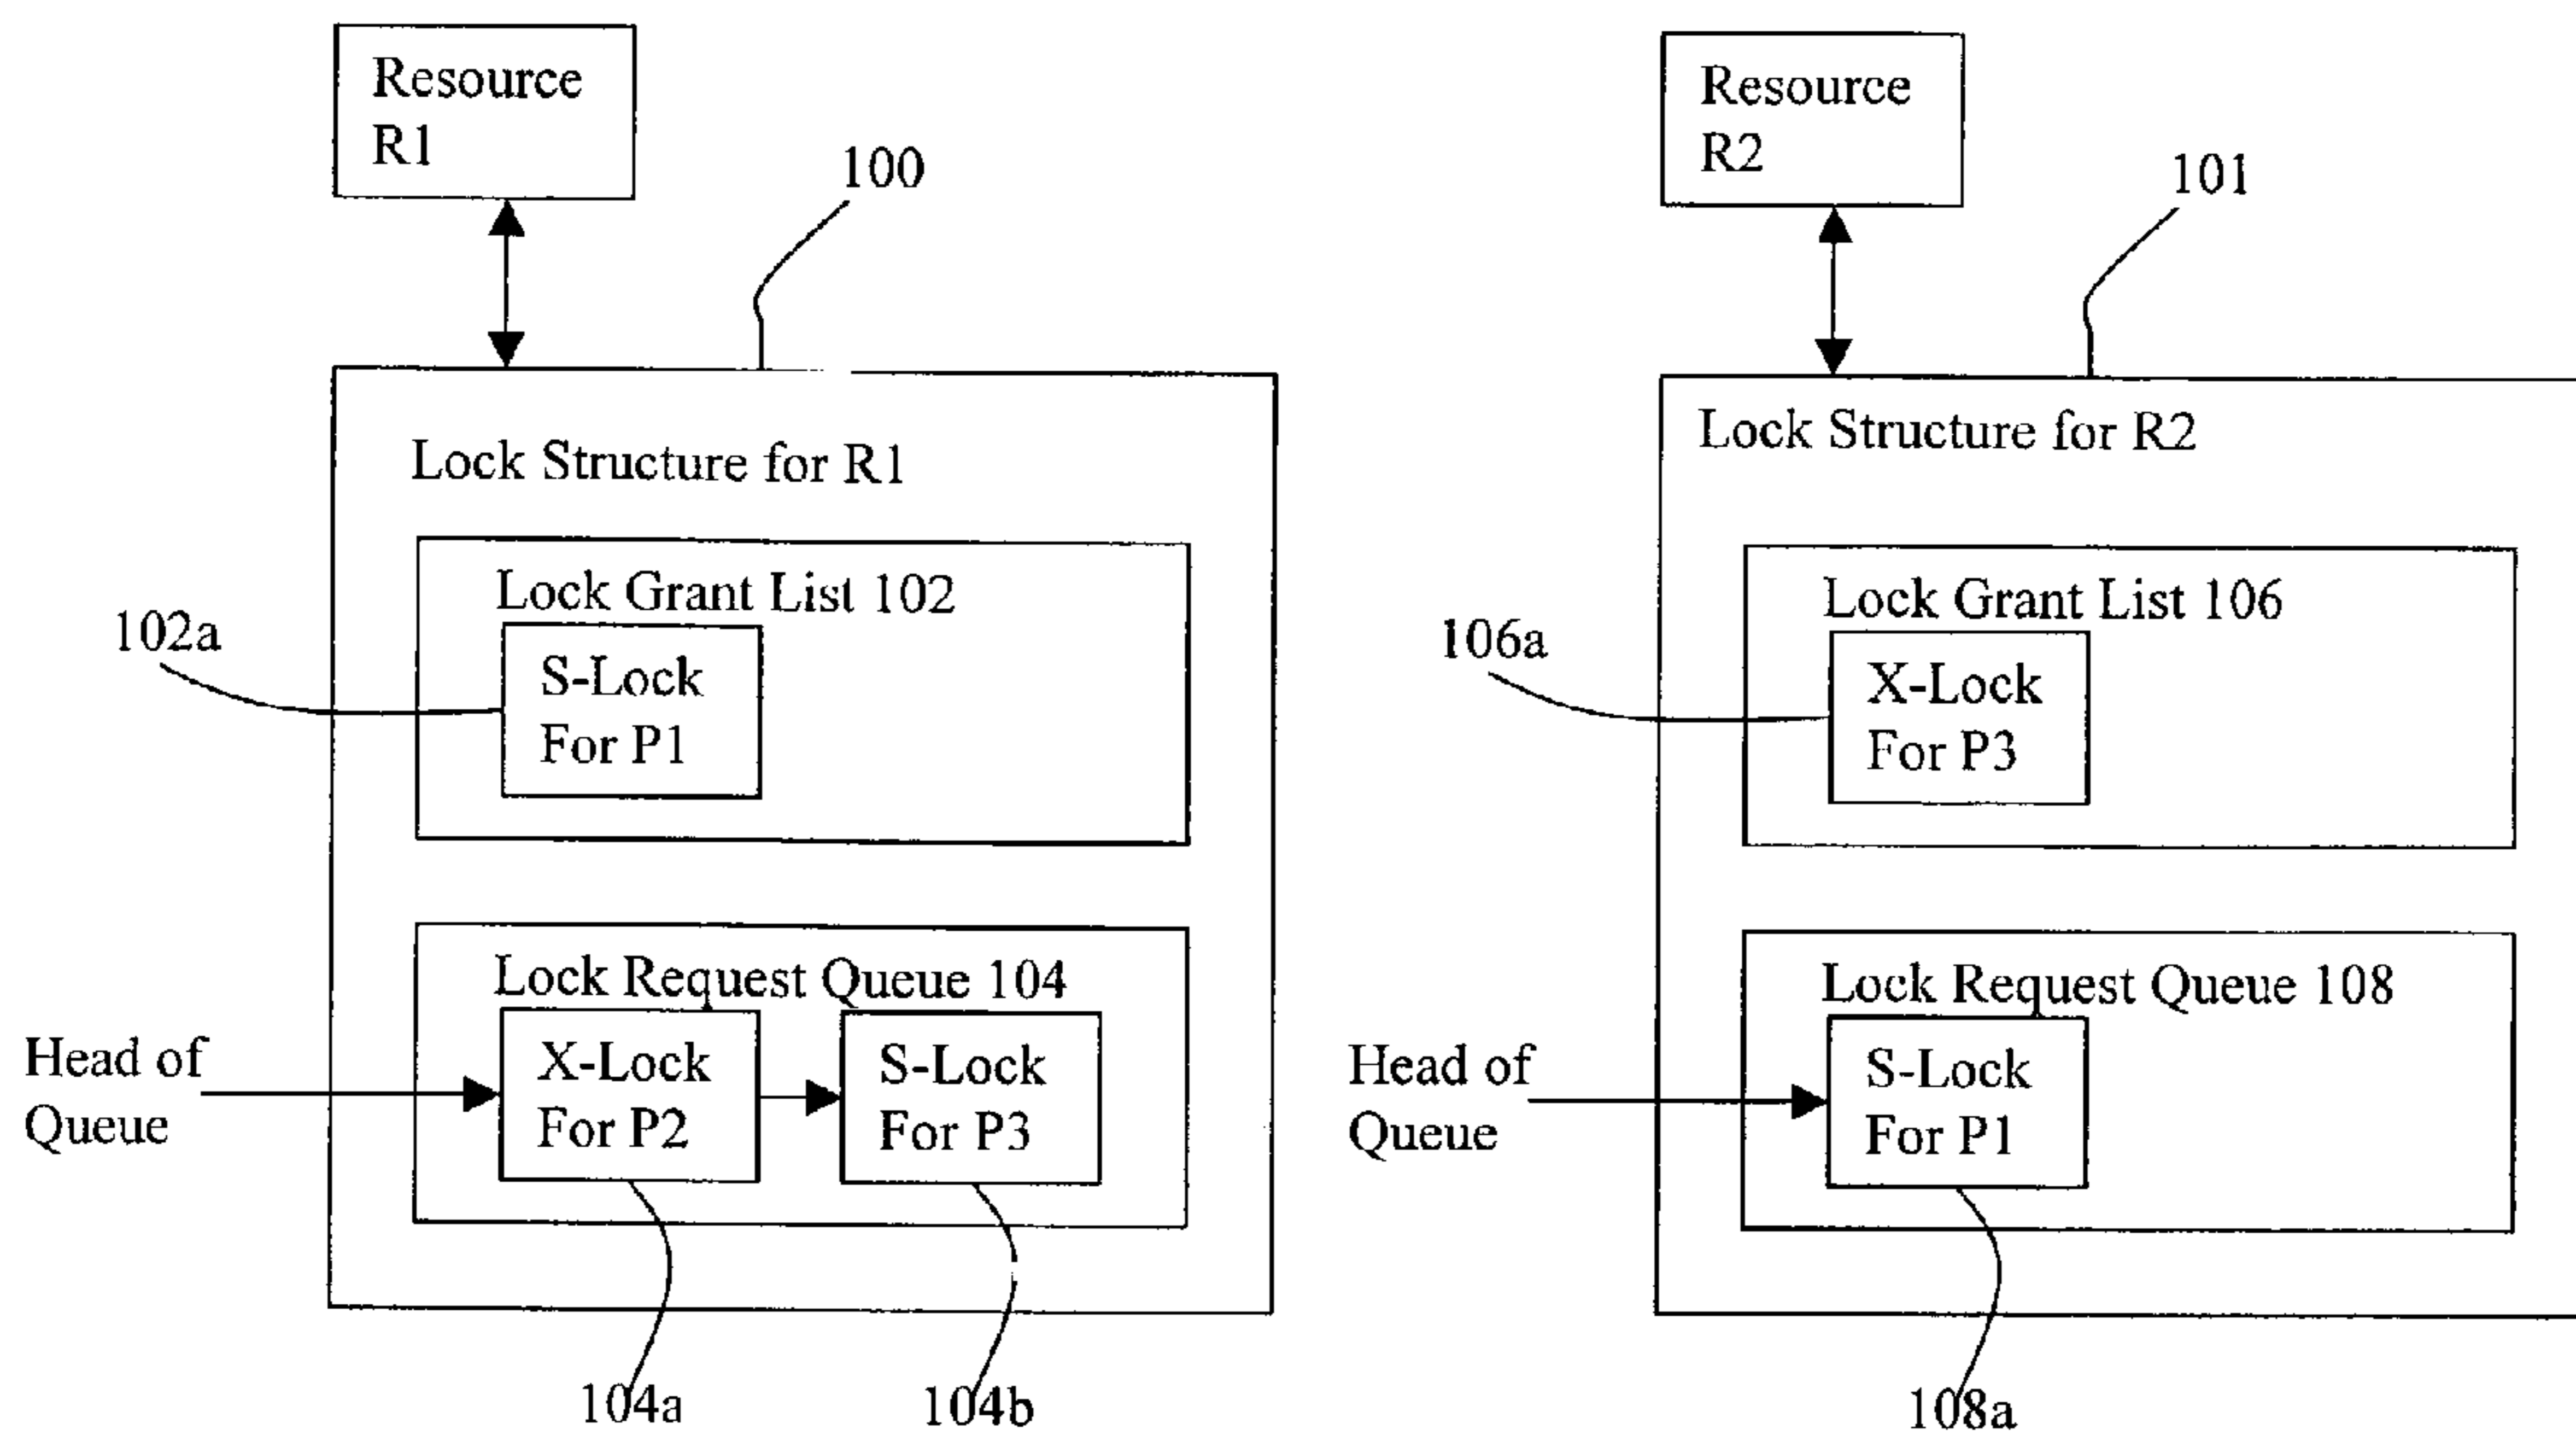 Resource
R1
100
Lock Structure for R1
Lock Grant List 102
102a
S-Lock
For P1
Lock Request Queue 104
Head of
Queue
X-Lock
For P2
S-Lock
For P3
104a
104b
Resource
R2
101
Lock Structure for R2
Lock Grant List 106
106a
X-Lock
For P3
Lock Request Queue 108
Head of
Queue
S-Lock
For P1
108a